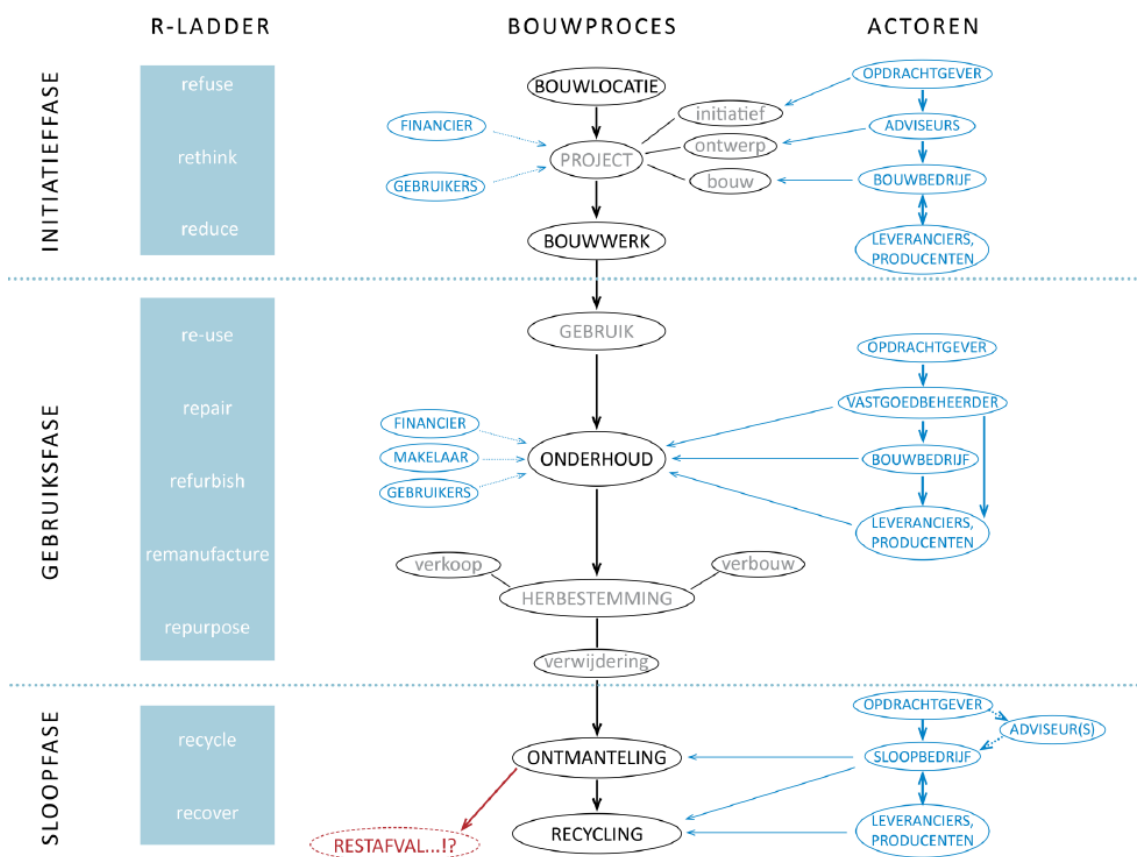 R-LADDER
BOUWPROCES
ACTOREN
INITIATIEFFASE
refuse
rethink
reduce
BOUWLOCATIE
FINANCIER
GEBRUIKERS
PROJECT
initiatief
ontwerp
bouw
BOUWWERK
OPDRACHTGEVER
ADVISEURS
BOUWBEDRIJF
LEVERANCIERS,
PRODUCENTEN
GEBRUIKSFASE
re-use
repair
refurbish
remanufacture
repurpose
GEBRUIK
FINANCIER
MAKELAAR
GEBRUIKERS
ONDERHOUD
verkoop
verbouw
HERBESTEMMING
verwijdering
OPDRACHTGEVER
VASTGOEDBEHEERDER
BOUWBEDRIJF
LEVERANCIERS,
PRODUCENTEN
SLOOPFASE
recycle
recover
ONTMANTELING
RESTAFVAL...!?
RECYCLING
OPDRACHTGEVER
ADVISEUR(S)
SLOOPBEDRIJF
LEVERANCIERS,
PRODUCENTEN